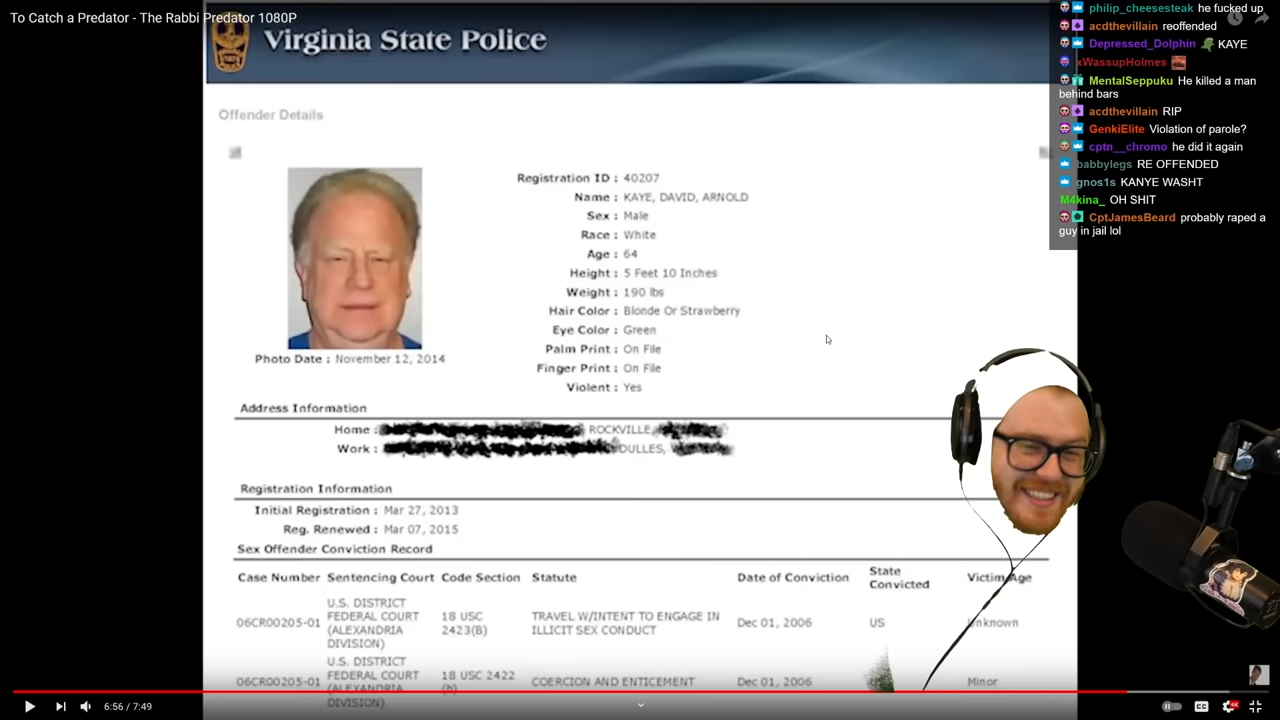 To Catch a Predator - The Rabbi Predator 1080P
Virginia State Police
Offender Details
Registration ID : 40207
Name : KAYE, DAVID, ARNOLD
Sex : Male
Race : White
Age : 64
Height : 5 Feet 10 Inches
Weight : 190 lbs
Hair Color : Blonde Or Strawberry
Eye Color : Green
Palm Print : On File
Finger Print : On File
Violent : Yes
Photo Date : November 12, 2014
Address Information
Home : ROCKVILLE,
Work : DULLES,
Registration Information
Initial Registration : Mar 27, 2013
Reg. Renewed : Mar 07, 2015
Sex Offender Conviction Record
Case Number Sentencing Court Code Section Statute Date of Conviction State Convicted Victim Age
06CR00205-01 U.S. DISTRICT FEDERAL COURT (ALEXANDRIA DIVISION) 18 USC 2423(B) TRAVEL W/INTENT TO ENGAGE IN ILLICIT SEX CONDUCT Dec 01, 2006 US Unknown
06CR00205-01 U.S. DISTRICT FEDERAL COURT (ALEXANDRIA DIVISION) 18 USC 2422 (b) COERCION AND ENTICEMENT Dec 01, 2006 Minor
philip_cheesesteak he fucked up
acdthevillain reoffended
Depressed_Dolphin KAYE
xWassupHolmes
MentalSeppuku He killed a man
behind bars
acdthevillain RIP
GenkiElite Violation of parole?
cptn__chromo he did it again
babbylegs RE OFFENDED
gnos1s KANYE WASHT
M4kina_ OH SHIT
CptJamesBeard probably raped a
guy in jail lol
6:56 / 7:49
CC